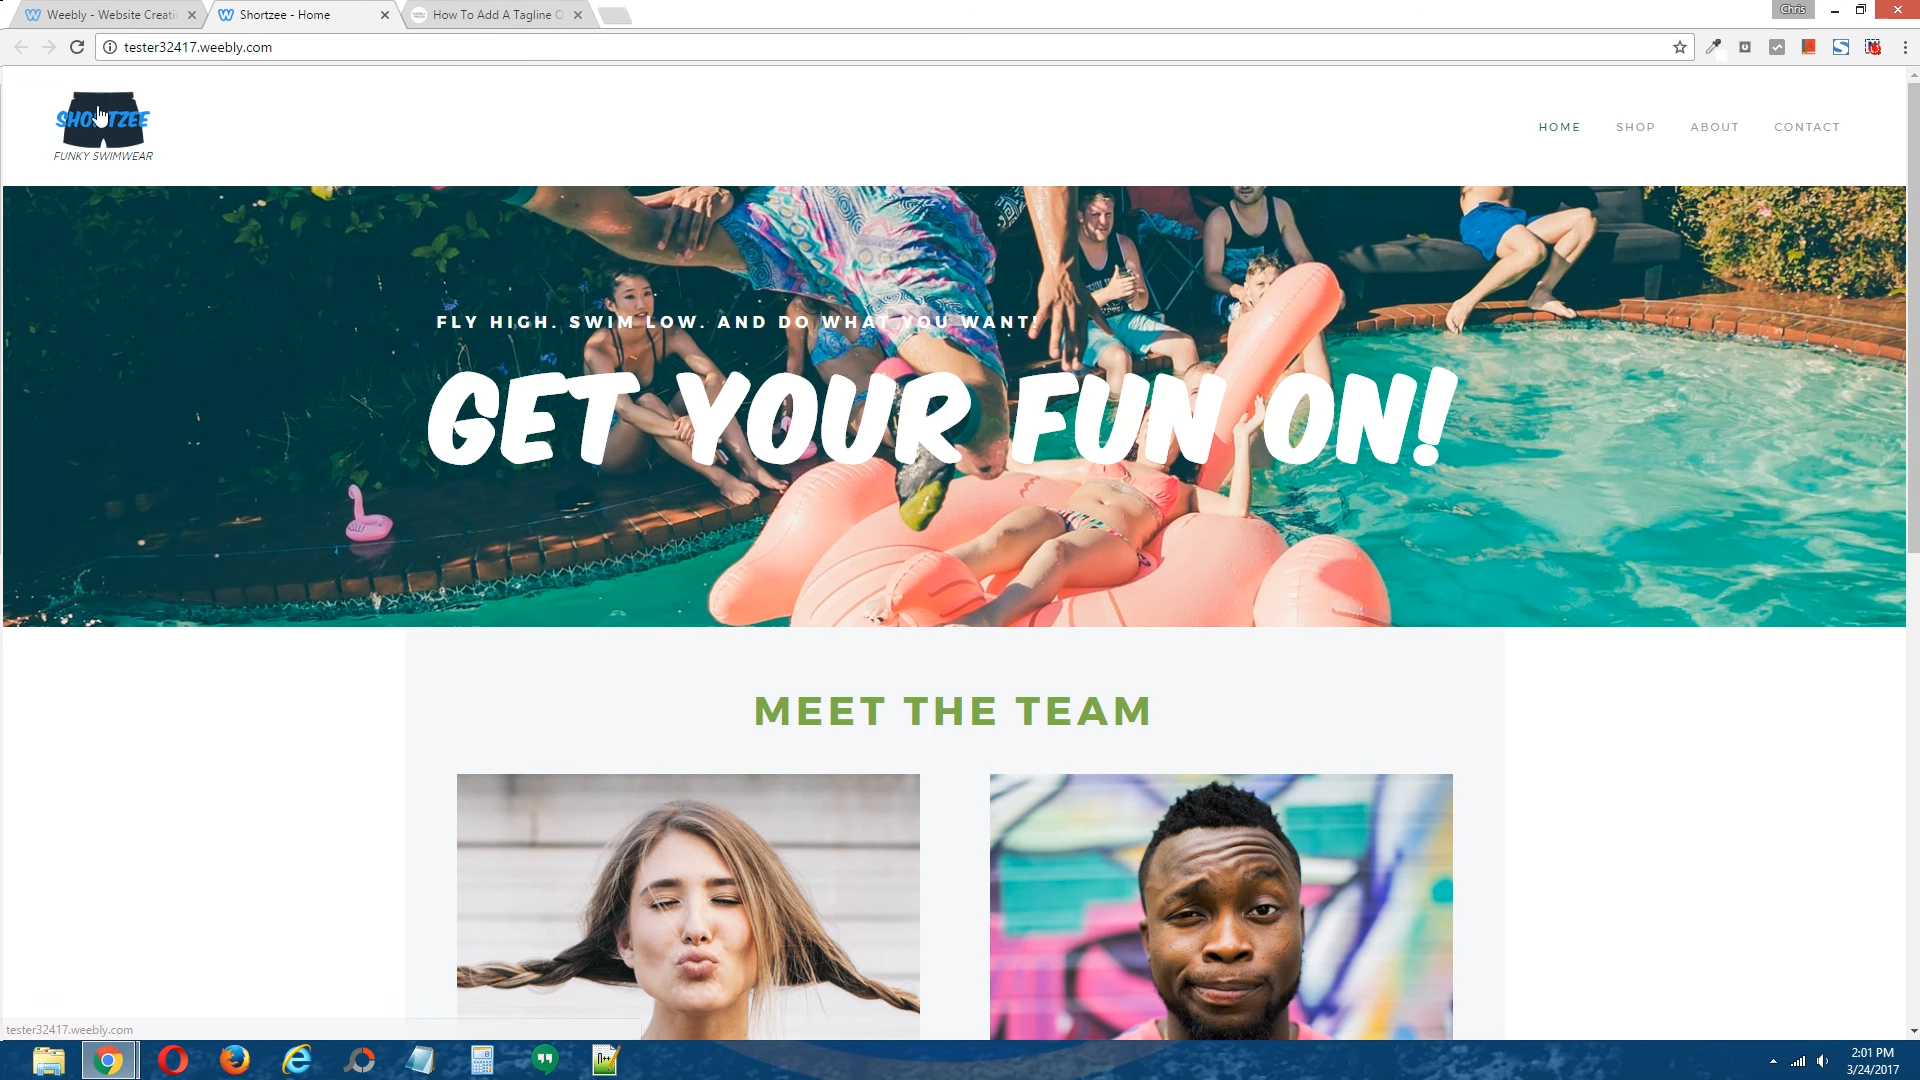 Weebly - Website Creati
Shortzee - Home
How To Add A Tagline O
Chris
tester32417.weebly.com
SHORTZEE
FUNKY SWIMWEAR
HOME
SHOP
ABOUT
CONTACT
FLY HIGH. SWIM LOW. AND DO WHAT YOU WANT!
GET YOUR FUN ON!
MEET THE TEAM
tester32417.weebly.com
2:01 PM
3/24/2017